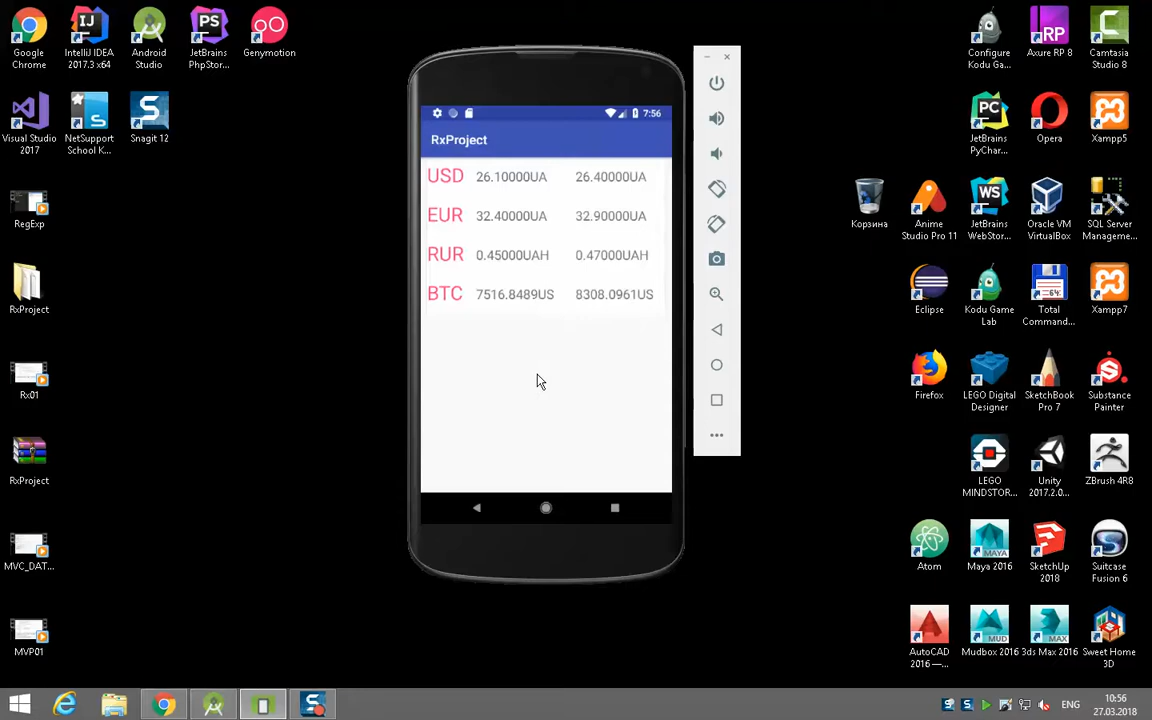 Google Chrome
IntelliJ IDEA 2017.3 x64
Android Studio
JetBrains PhpStor...
Genymotion
Visual Studio 2017
NetSupport School K...
Snagit 12
RegExp
RxProject
Rx01
RxProject
MVC_DAT...
MVP01
7:56
RxProject
USD 26.10000UA 26.40000UA
EUR 32.40000UA 32.90000UA
RUR 0.45000UAH 0.47000UAH
BTC 7516.8489US 8308.0961US
Configure Kodu Ga...
Axure RP 8
Camtasia Studio 8
JetBrains PyChar...
Opera
Xampp5
Корзина
Anime Studio Pro 11
JetBrains WebStor...
Oracle VM VirtualBox
SQL Server Manageme...
Eclipse
Kodu Game Lab
Total Command...
Xampp7
Firefox
LEGO Digital Designer
SketchBook Pro 7
Substance Painter
LEGO MINDSTOR...
Unity 2017.2.0...
ZBrush 4R8
Atom
Maya 2016
SketchUp 2018
Suitcase Fusion 6
AutoCAD 2016 —...
Mudbox 2016
3ds Max 2016
Sweet Home 3D
ENG
10:56
27.03.2018